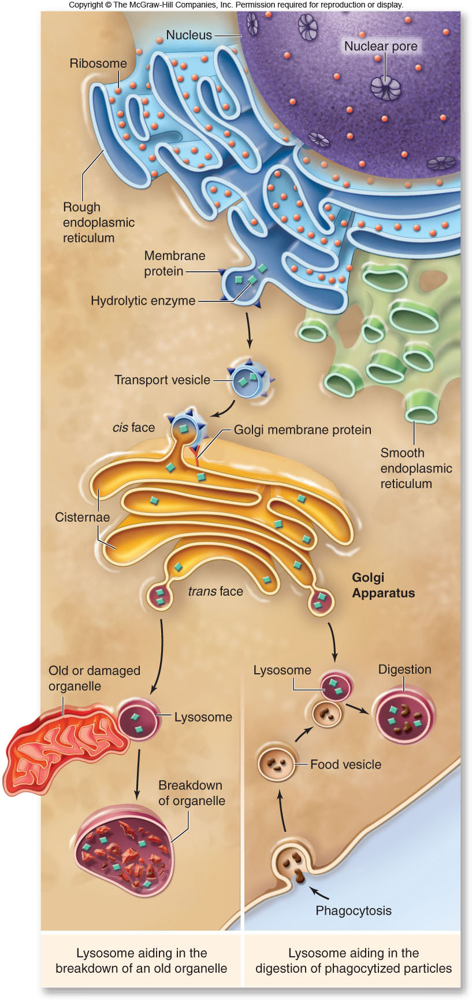 Copyright © The McGraw-Hill Companies, Inc. Permission required for reproduction or display.
Nucleus
Nuclear pore
Ribosome
Rough
endoplasmic
reticulum
Membrane
protein
Hydrolytic enzyme
Transport vesicle
cis face
Golgi membrane protein
Smooth
endoplasmic
reticulum
Cisternae
trans face
Golgi
Apparatus
Old or damaged
organelle
Lysosome
Breakdown
of organelle
Lysosome
Digestion
Food vesicle
Phagocytosis
Lysosome aiding in the
breakdown of an old organelle
Lysosome aiding in the
digestion of phagocytized particles